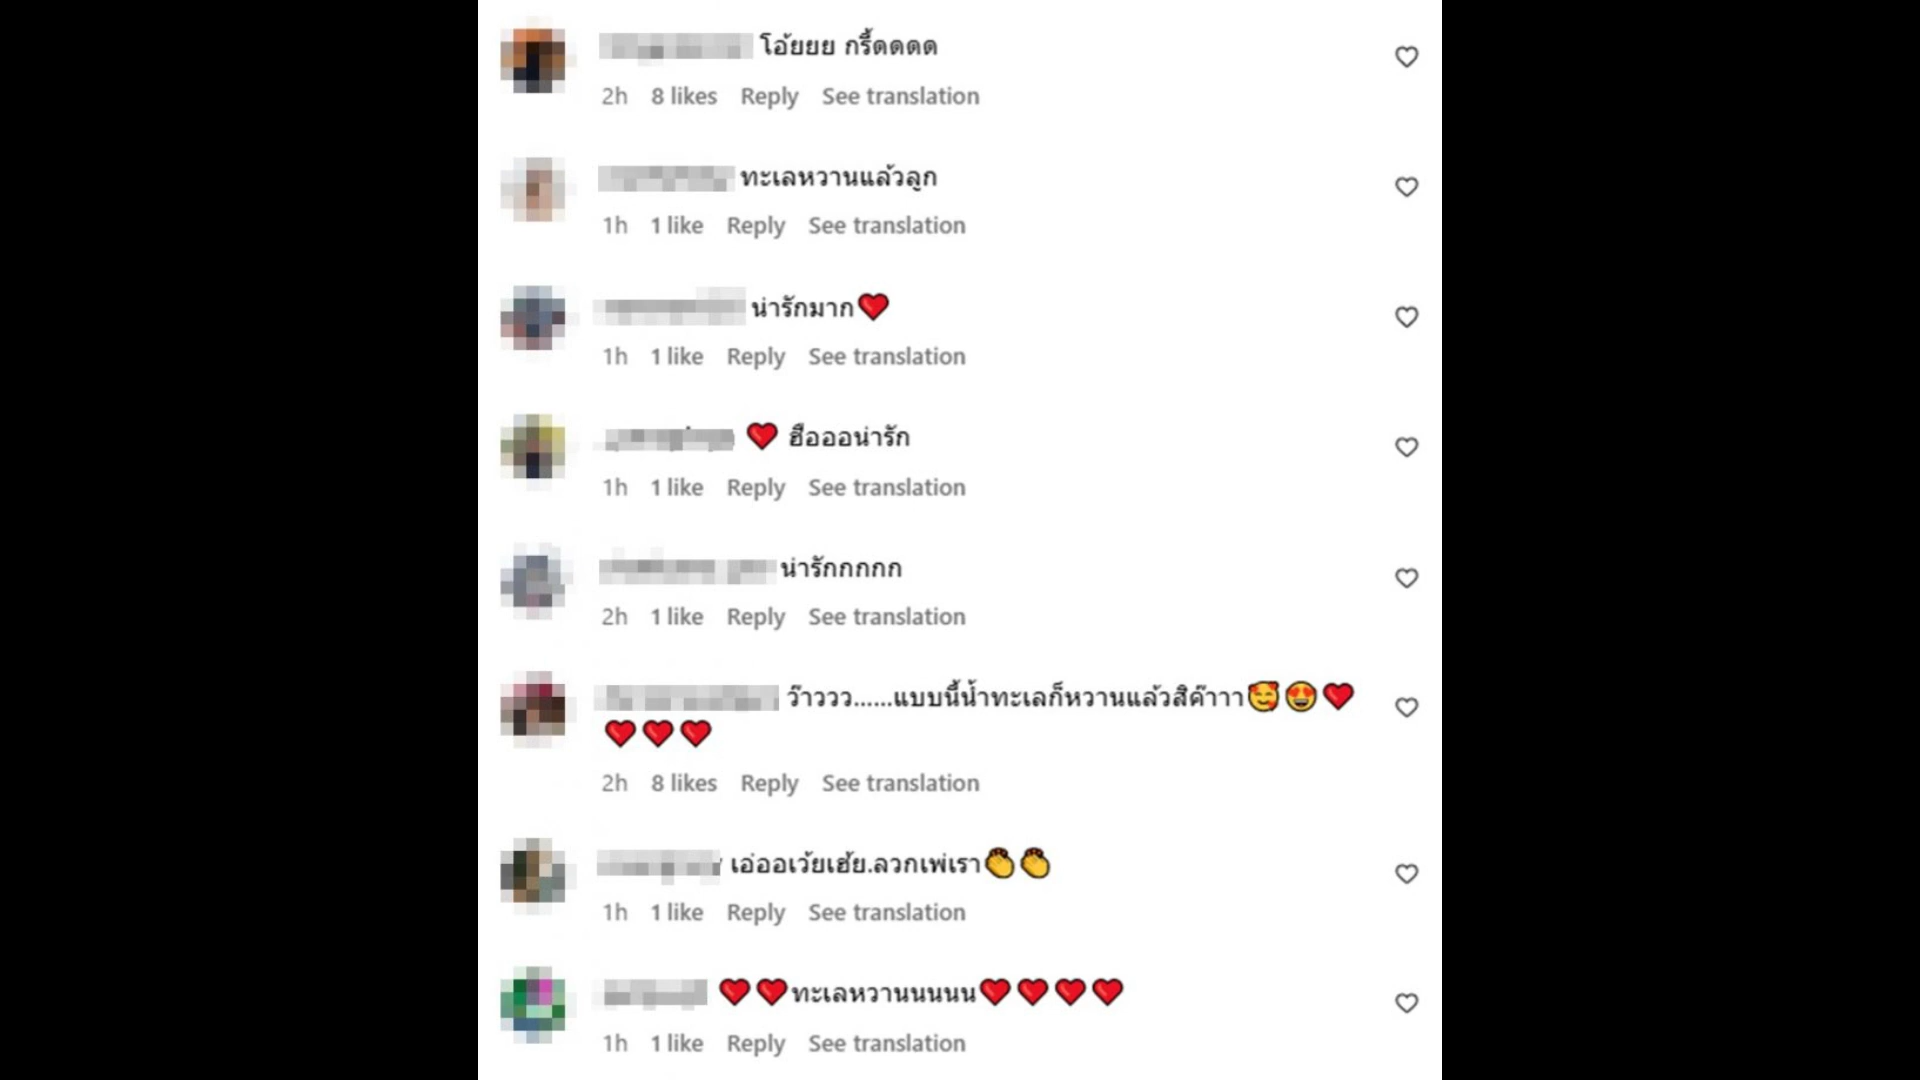 โอ้ยยย กรี้ดดดด
2h 8 likes Reply See translation
ทะเลหวานแล้วลูก
1h 1 like Reply See translation
น่ารักมาก❤️
1h 1 like Reply See translation
❤️ ฮือออน่ารัก
1h 1 like Reply See translation
น่ารักกกกก
2h 1 like Reply See translation
ว๊าววว......แบบนี้น้ำทะเลก็หวานแล้วสิค๊าาา🥰😍❤️
❤️❤️❤️
2h 8 likes Reply See translation
เอ่ออเว้ยเฮ้ย.ลวกเพ่เรา👏👏
1h 1 like Reply See translation
❤️❤️ทะเลหวานนนนน❤️❤️❤️❤️
1h 1 like Reply See translation